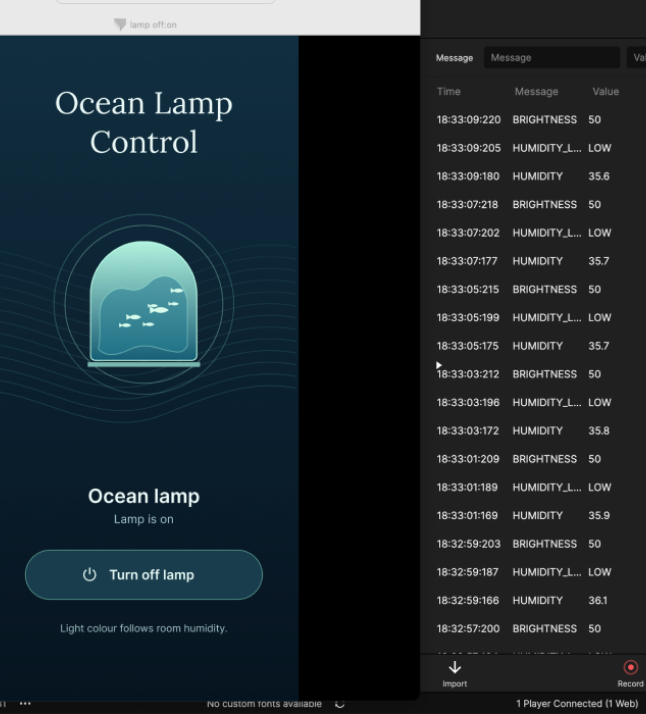 lamp off:on
Ocean Lamp
Control
Ocean lamp
Lamp is on
Turn off lamp
Light colour follows room humidity.
No custom fonts available
Message Message
Time Message Value
18:33:09:220 BRIGHTNESS 50
18:33:09:205 HUMIDITY_L... LOW
18:33:09:180 HUMIDITY 35.6
18:33:07:218 BRIGHTNESS 50
18:33:07:202 HUMIDITY_L... LOW
18:33:07:177 HUMIDITY 35.7
18:33:05:215 BRIGHTNESS 50
18:33:05:199 HUMIDITY_L... LOW
18:33:05:175 HUMIDITY 35.7
18:33:03:212 BRIGHTNESS 50
18:33:03:196 HUMIDITY_L... LOW
18:33:03:172 HUMIDITY 35.8
18:33:01:209 BRIGHTNESS 50
18:33:01:189 HUMIDITY_L... LOW
18:33:01:169 HUMIDITY 35.9
18:32:59:203 BRIGHTNESS 50
18:32:59:187 HUMIDITY_L... LOW
18:32:59:166 HUMIDITY 36.1
18:32:57:200 BRIGHTNESS 50
Import Record
1 Player Connected (1 Web)